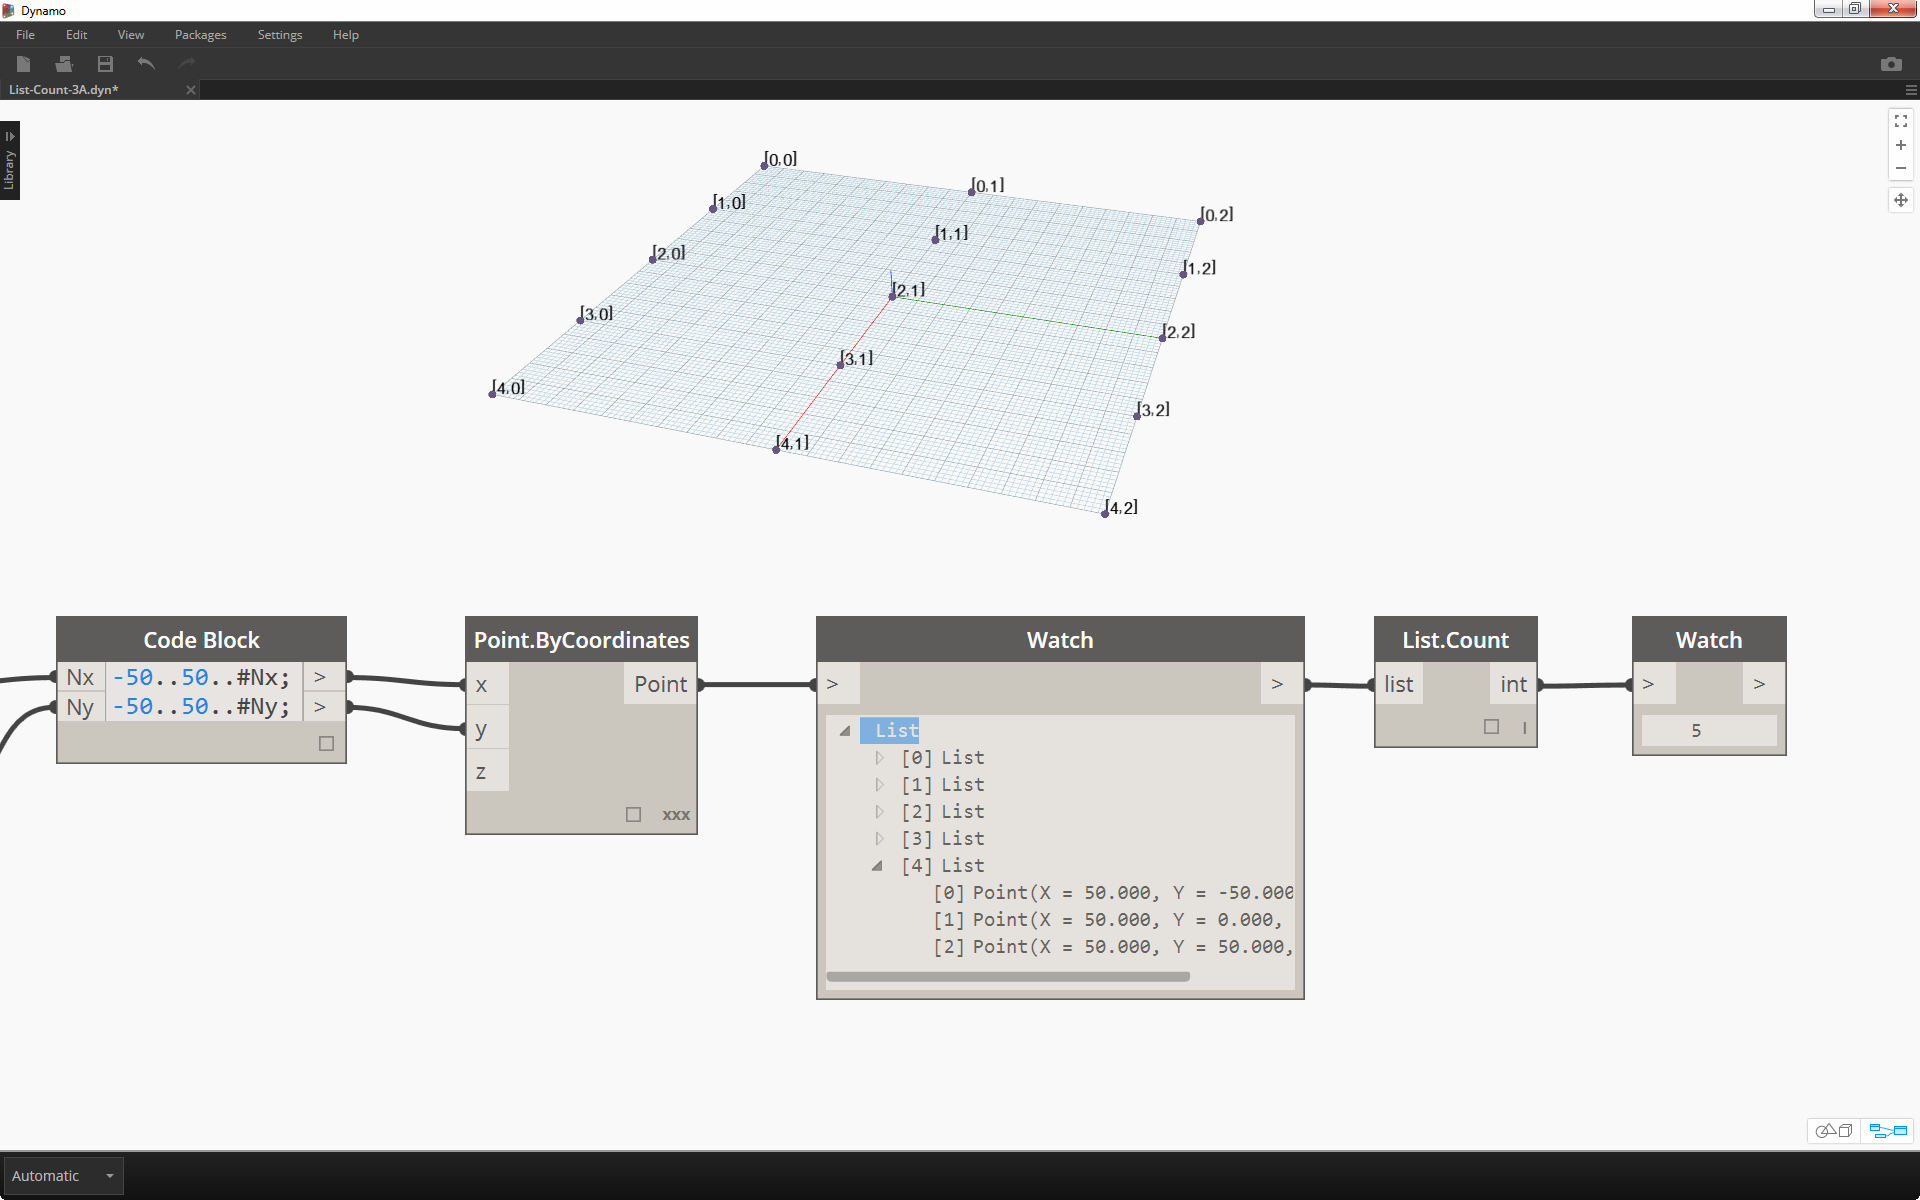 Dynamo
File Edit View Packages Settings Help
List-Count-3A.dyn*
Library
[0,0]
[0,1]
[1,0]
[0,2]
[1,1]
[2,0]
[1,2]
[2,1]
[3,0]
[2,2]
[3,1]
[4,0]
[3,2]
[4,1]
[4,2]
Code Block
Nx -50..50..#Nx; >
Ny -50..50..#Ny; >
Point.ByCoordinates
x Point
y
z
xxx
Watch
> >
List
[0] List
[1] List
[2] List
[3] List
[4] List
[0] Point(X = 50.000, Y = -50.000
[1] Point(X = 50.000, Y = 0.000,
[2] Point(X = 50.000, Y = 50.000,
List.Count
list int
l
Watch
> >
5
Automatic